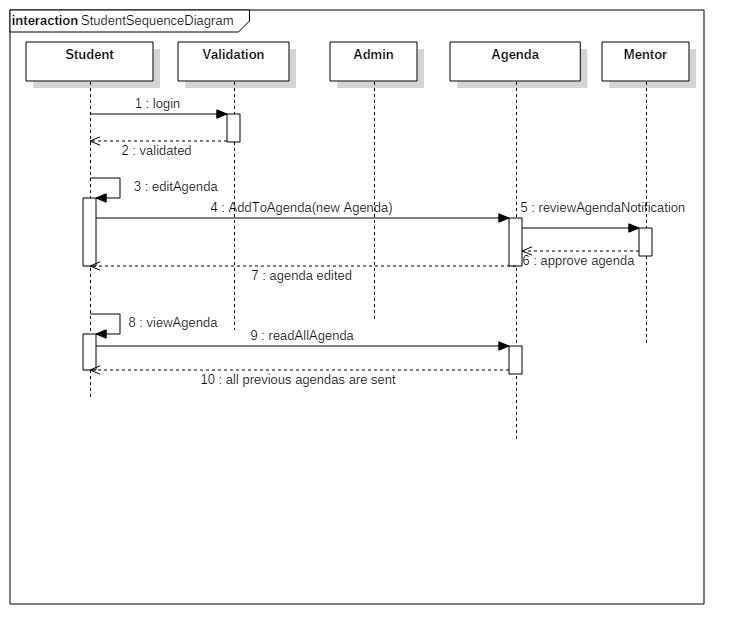 interaction StudentSequenceDiagram
Student
Validation
Admin
Agenda
Mentor
1 : login
2 : validated
3 : editAgenda
4 : AddToAgenda(new Agenda)
5 : reviewAgendaNotification
6 : approve agenda
7 : agenda edited
8 : viewAgenda
9 : readAllAgenda
10 : all previous agendas are sent